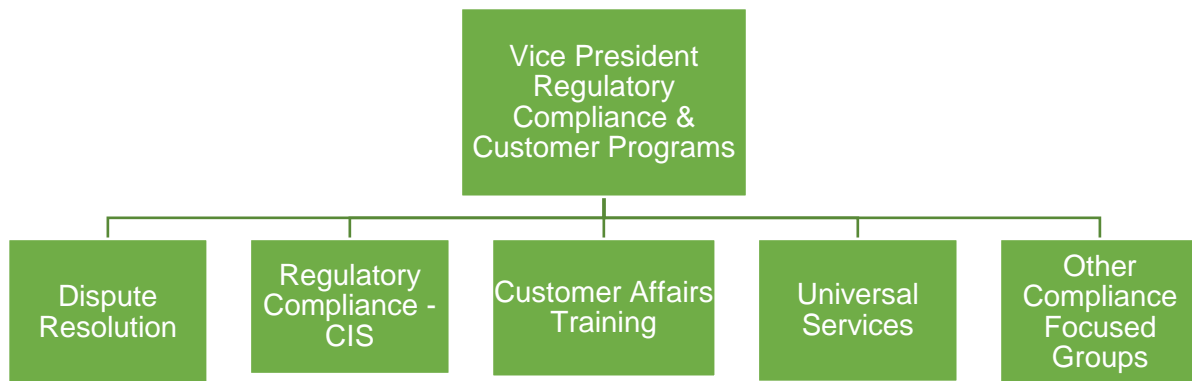 Vice President
Regulatory
Compliance &
Customer Programs
Dispute
Resolution
Regulatory
Compliance -
CIS
Customer Affairs
Training
Universal
Services
Other
Compliance
Focused
Groups